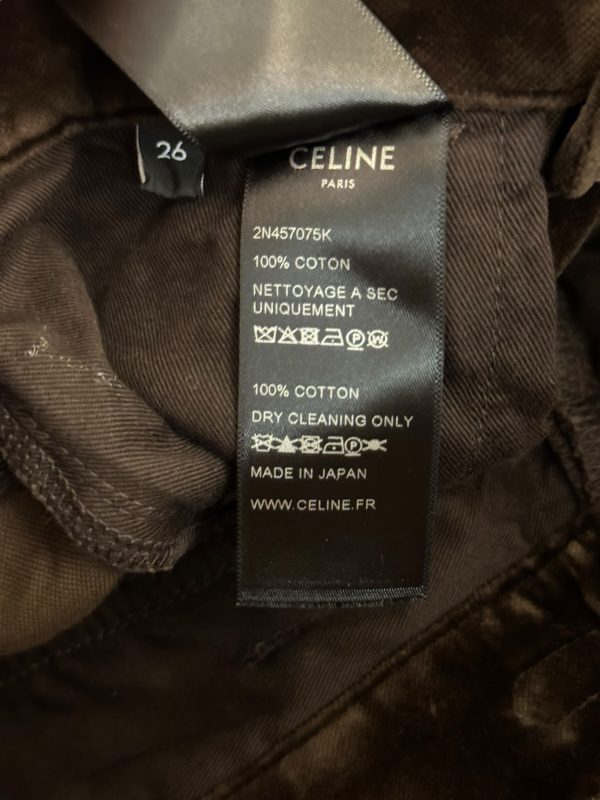 26
CELINE
PARIS
2N457075K
100% COTON
NETTOYAGE A SEC
UNIQUEMENT
100% COTTON
DRY CLEANING ONLY
MADE IN JAPAN
WWW.CELINE.FR